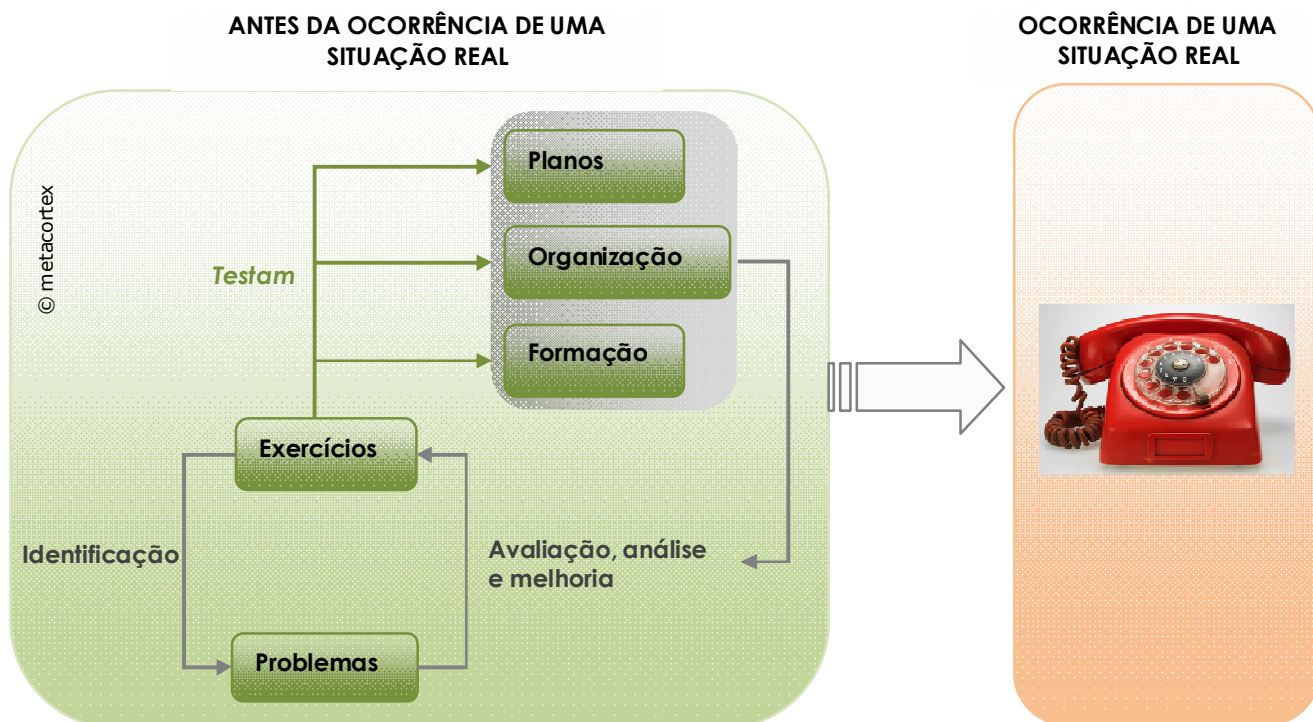 ANTES DA OCORRÊNCIA DE UMA
SITUAÇÃO REAL
OCORRÊNCIA DE UMA
SITUAÇÃO REAL
© metacortex
Planos
Organização
Testam
Formação
Exercícios
Identificação
Avaliação, análise
e melhoria
Problemas